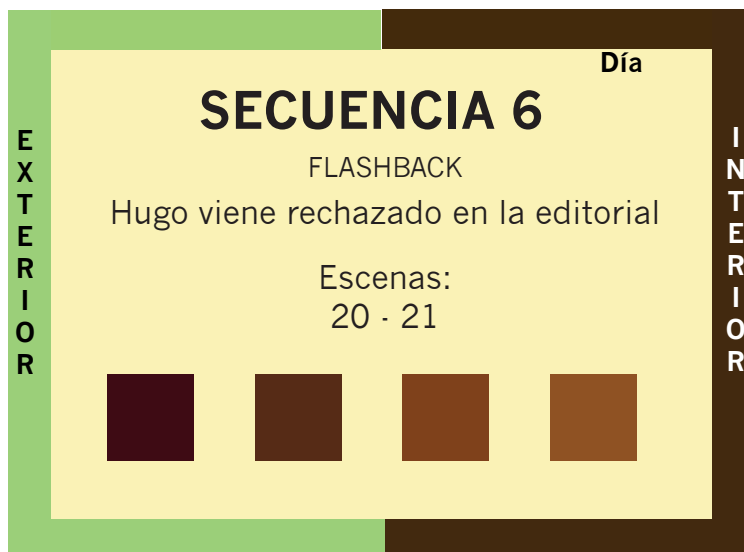 Día
SECUENCIA 6
FLASHBACK
Hugo viene rechazado en la editorial
Escenas:
20 - 21
EXTERIOR
INTERIOR